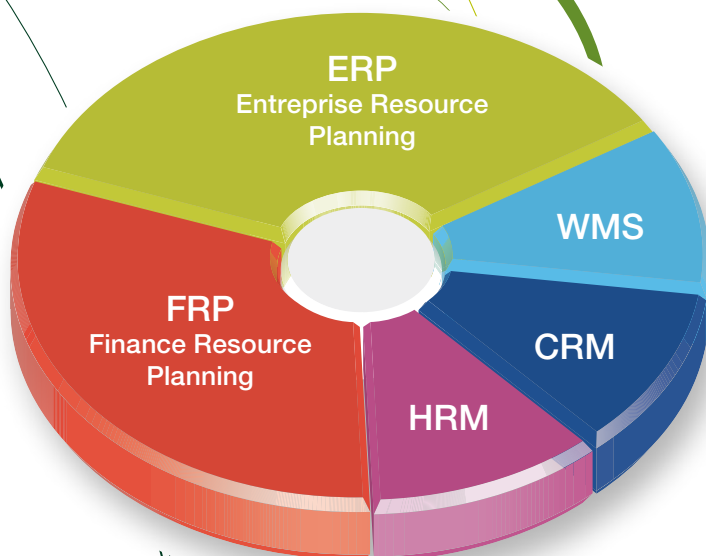 ERP
Entreprise Resource
Planning
WMS
FRP
Finance Resource
Planning
CRM
HRM